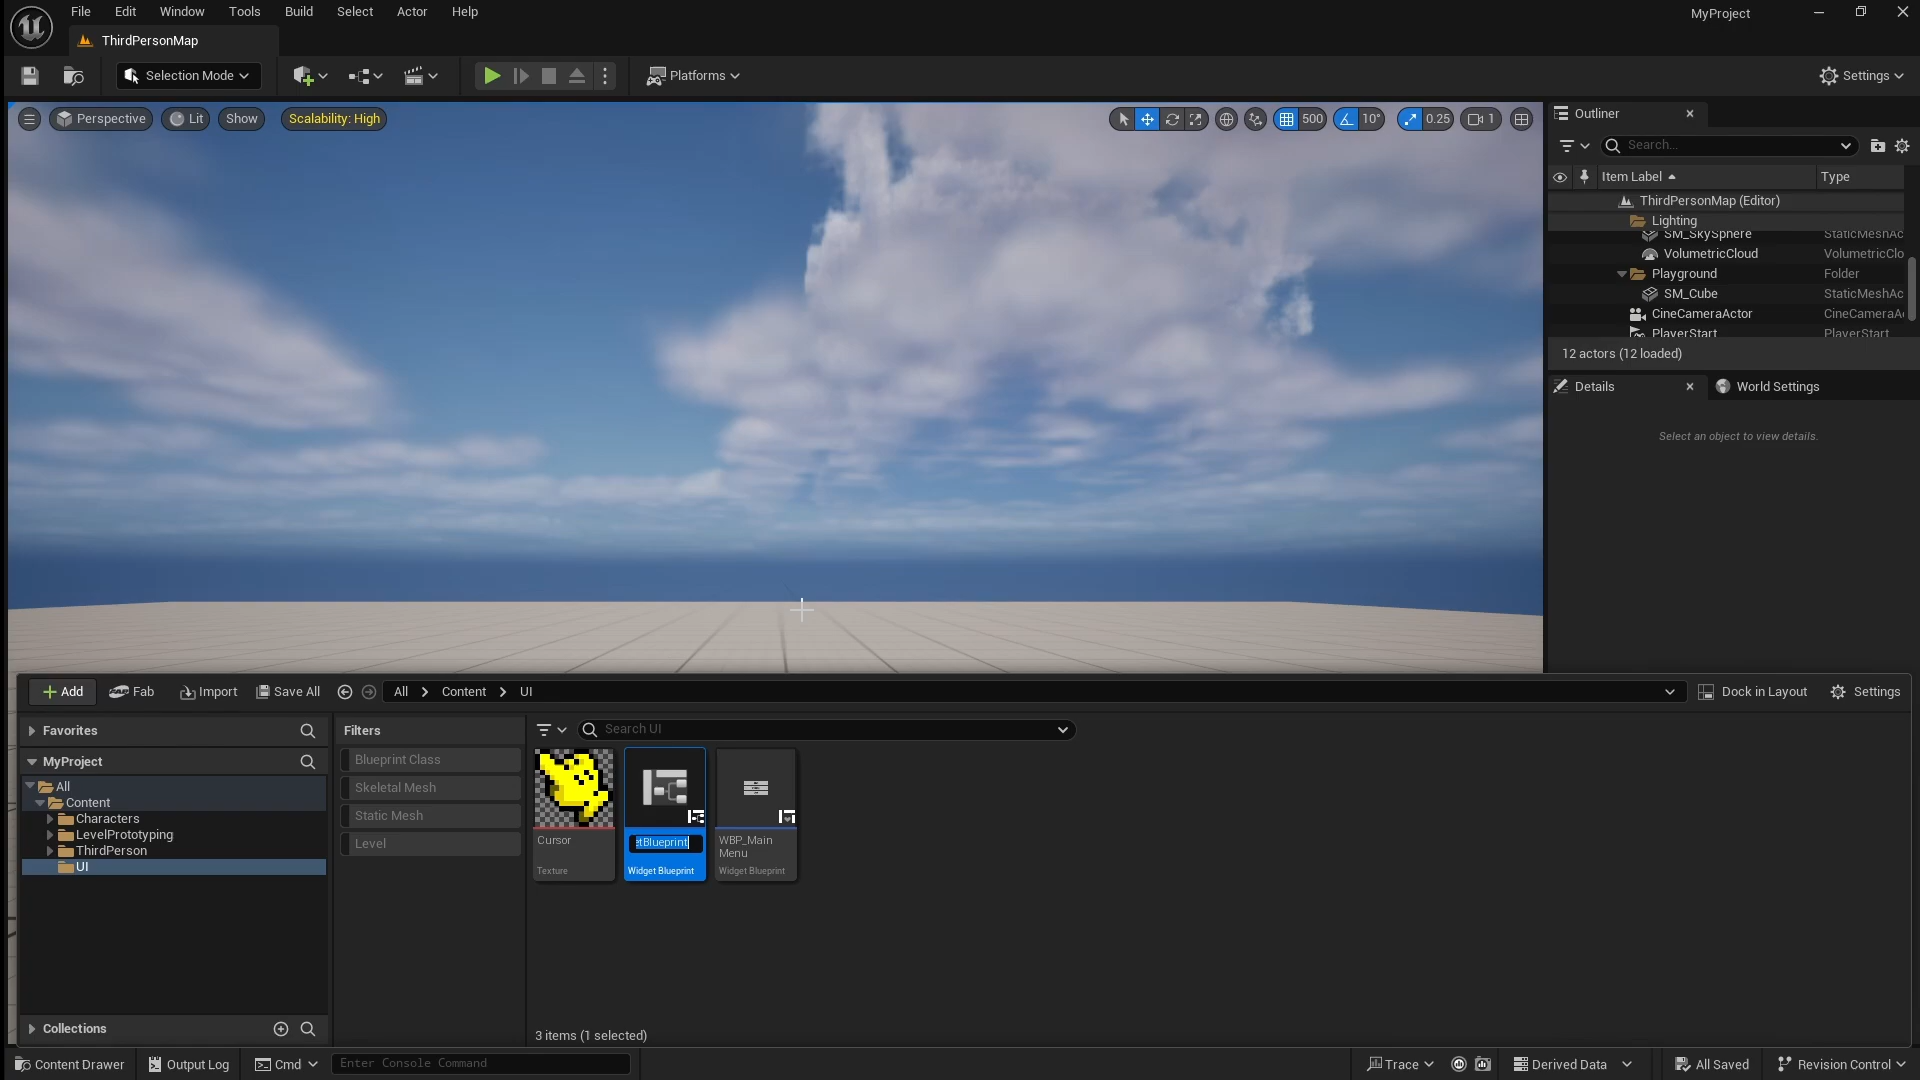 File Edit Window Tools Build Select Actor Help
MyProject
ThirdPersonMap
Selection Mode
Platforms
Settings
Perspective Lit Show Scalability: High
500 10° 0.25 1
Outliner
Search...
Item Label Type
ThirdPersonMap (Editor)
Lighting
SM_SkySphere StaticMeshAc
VolumetricCloud VolumetricClo
Playground Folder
SM_Cube StaticMeshAc
CineCameraActor CineCameraA
PlayerStart PlayerStart
12 actors (12 loaded)
Details World Settings
Select an object to view details.
Add Fab Import Save All All Content UI Dock in Layout Settings
Favorites
MyProject
All
Content
Characters
LevelPrototyping
ThirdPerson
UI
Collections
Filters
Blueprint Class
Skeletal Mesh
Static Mesh
Level
Search UI
Cursor
Texture
etBlueprint
Widget Blueprint
WBP_Main
Menu
Widget Blueprint
3 items (1 selected)
Content Drawer Output Log Cmd Enter Console Command Trace Derived Data All Saved Revision Control